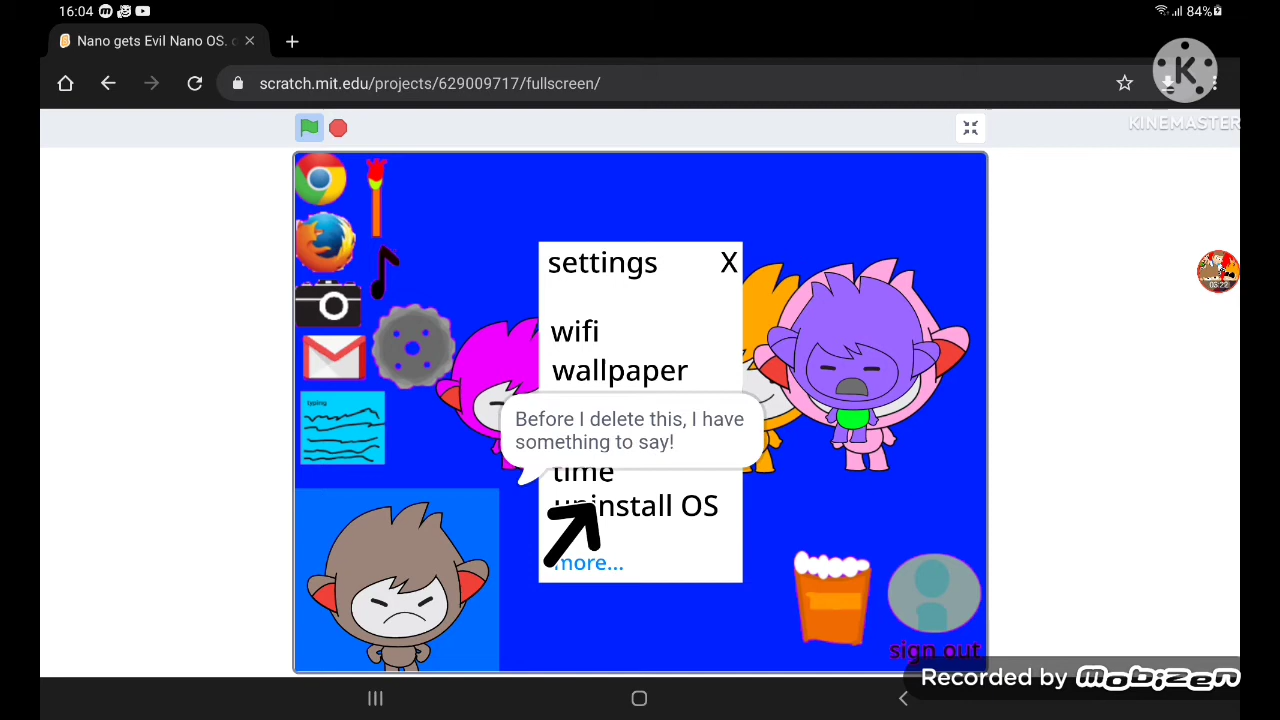 16:04
84%
Nano gets Evil Nano OS.
scratch.mit.edu/projects/629009717/fullscreen/
K
KINEMASTER
settings X
wifi
wallpaper
typing
Before I delete this, I have
something to say!
time
uninstall OS
more...
sign out
Recorded by mobizen